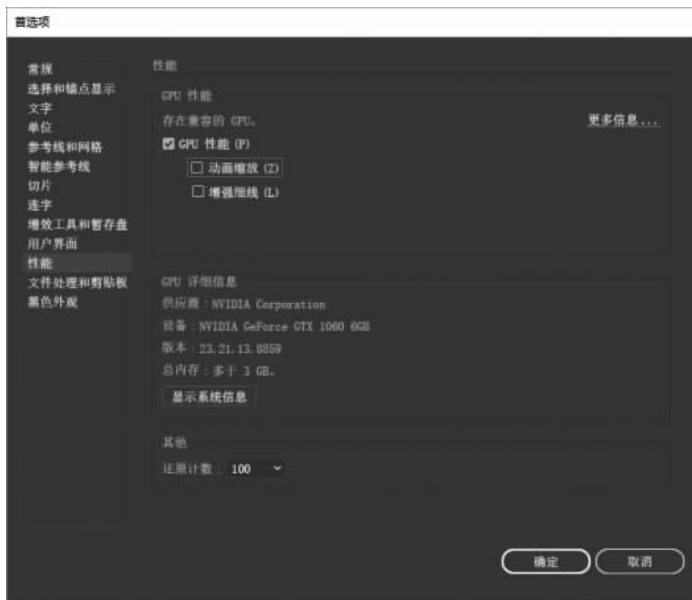 首选项
常规
选择和锚点显示
文字
单位
参考线和网格
智能参考线
切片
连字
增效工具和暂存盘
用户界面
性能
文件处理和剪贴板
黑色外观
性能
GPU 性能
存在兼容的 GPU。
更多信息...
GPU 性能 (P)
动画缩放 (Z)
增强细线 (L)
GPU 详细信息
供应商：NVIDIA Corporation
设备：NVIDIA GeForce GTX 1060 6GB
版本：23.21.13.8859
总内存：多于 3 GB。
显示系统信息
其他
还原计数：100
确定
取消